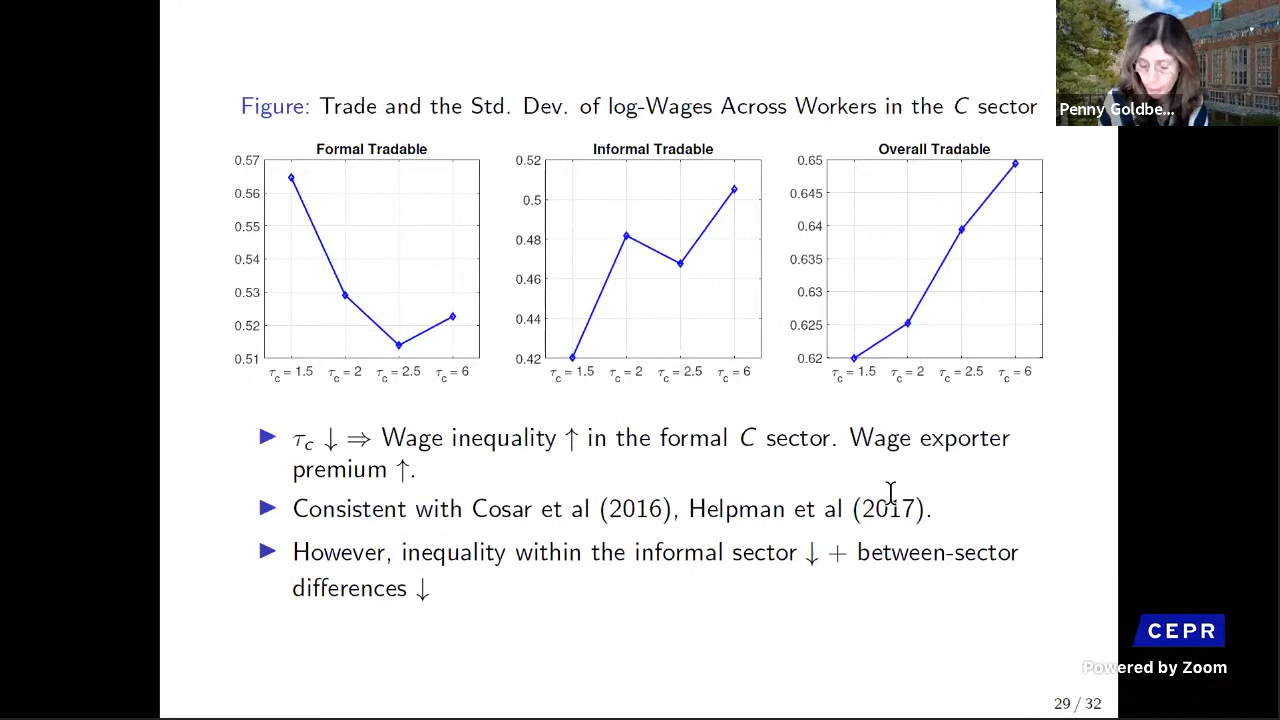 Penny Goldbe...
Figure: Trade and the Std. Dev. of log-Wages Across Workers in the C sector
Formal Tradable
0.57
0.56
0.55
0.54
0.53
0.52
0.51
τc = 1.5 τc = 2 τc = 2.5 τc = 6
Informal Tradable
0.52
0.5
0.48
0.46
0.44
0.42
τc = 1.5 τc = 2 τc = 2.5 τc = 6
Overall Tradable
0.65
0.645
0.64
0.635
0.63
0.625
0.62
τc = 1.5 τc = 2 τc = 2.5 τc = 6
τc ↓ ⇒ Wage inequality ↑ in the formal C sector. Wage exporter
premium ↑.
Consistent with Cosar et al (2016), Helpman et al (2017).
However, inequality within the informal sector ↓ + between-sector
differences ↓
CEPR
Powered by Zoom
29 / 32